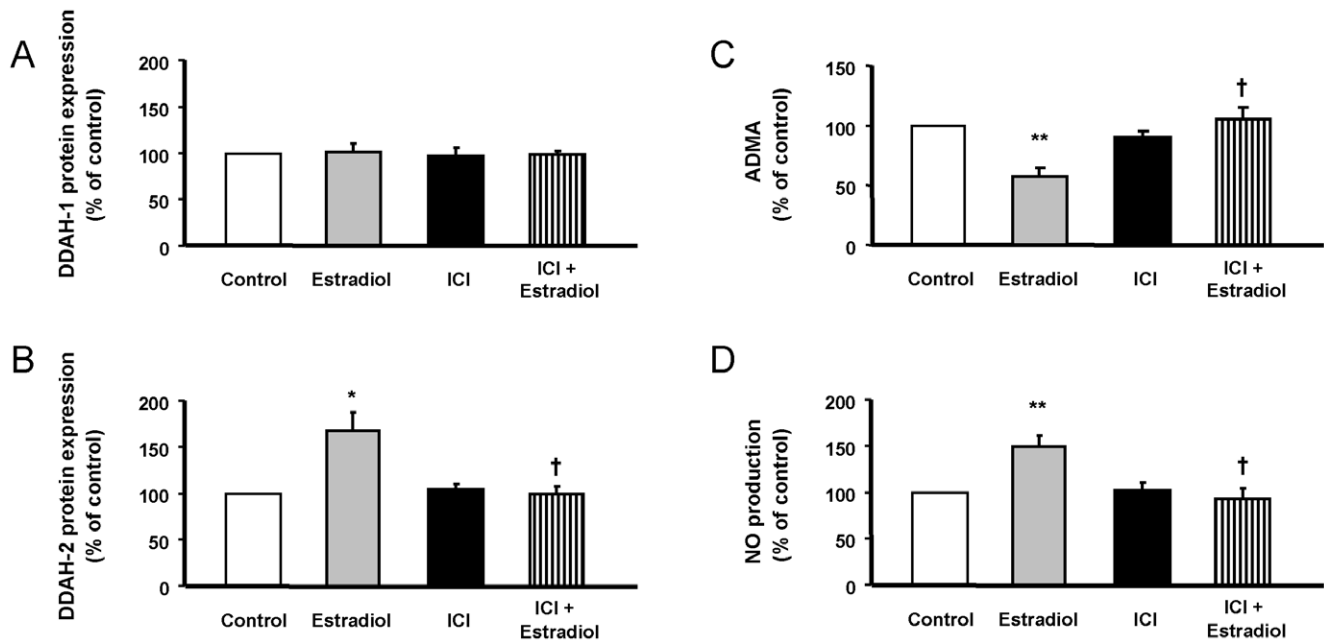 A
DDAH-1 protein expression
(% of control)
200
150
100
50
0
Control
Estradiol
ICI
ICI +
Estradiol
B
DDAH-2 protein expression
(% of control)
200
150
100
50
0
*
†
Control
Estradiol
ICI
ICI +
Estradiol
C
ADMA
(% of control)
150
100
50
0
**
†
Control
Estradiol
ICI
ICI +
Estradiol
D
NO production
(% of control)
200
150
100
50
0
**
†
Control
Estradiol
ICI
ICI +
Estradiol